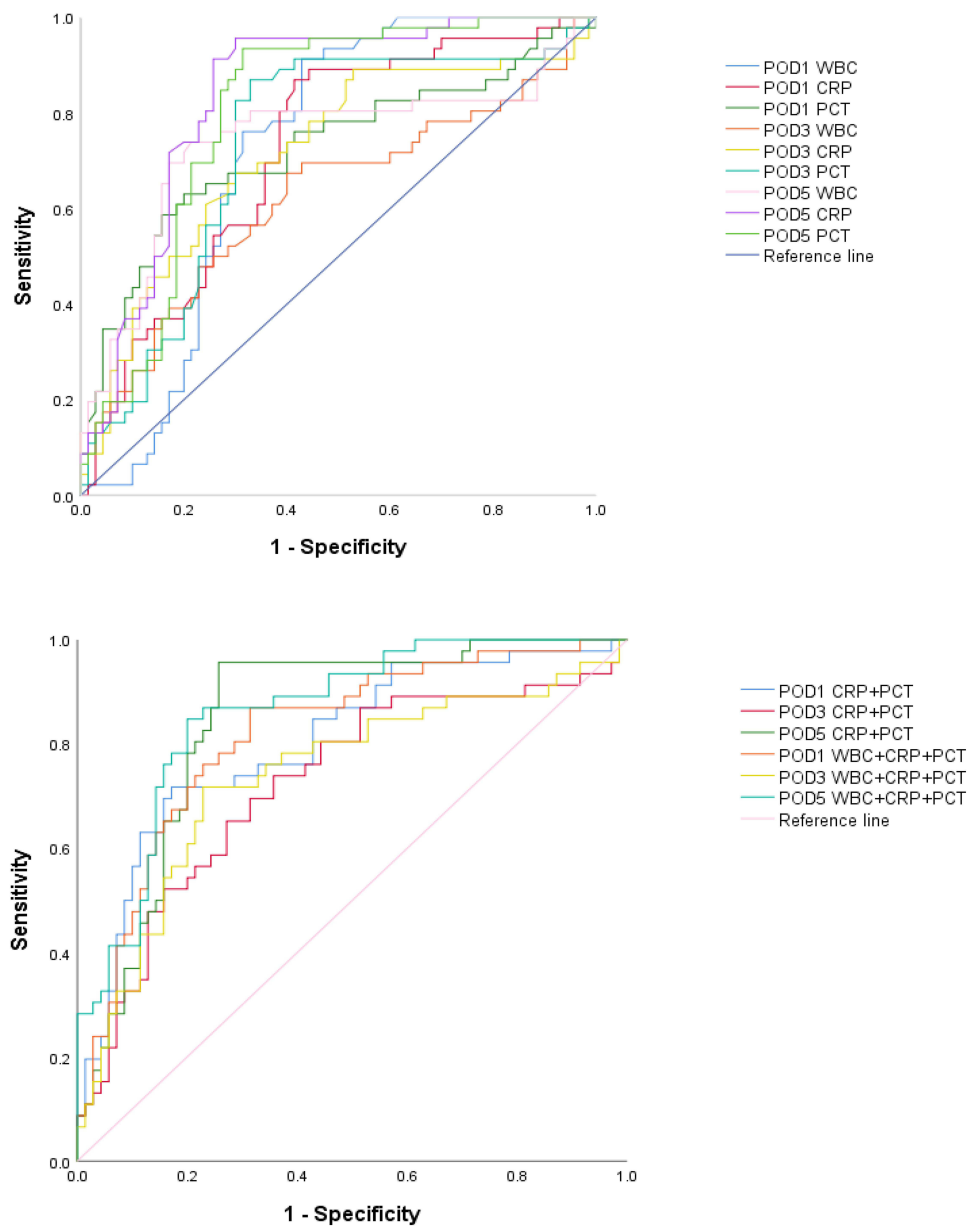 1.0
0.8
0.6
0.4
0.2
0.0
Sensitivity
0.0 0.2 0.4 0.6 0.8 1.0
1 - Specificity
POD1 WBC
POD1 CRP
POD1 PCT
POD3 WBC
POD3 CRP
POD3 PCT
POD5 WBC
POD5 CRP
POD5 PCT
Reference line
1.0
0.8
0.6
0.4
0.2
0.0
Sensitivity
0.0 0.2 0.4 0.6 0.8 1.0
1 - Specificity
POD1 CRP+PCT
POD3 CRP+PCT
POD5 CRP+PCT
POD1 WBC+CRP+PCT
POD3 WBC+CRP+PCT
POD5 WBC+CRP+PCT
Reference line